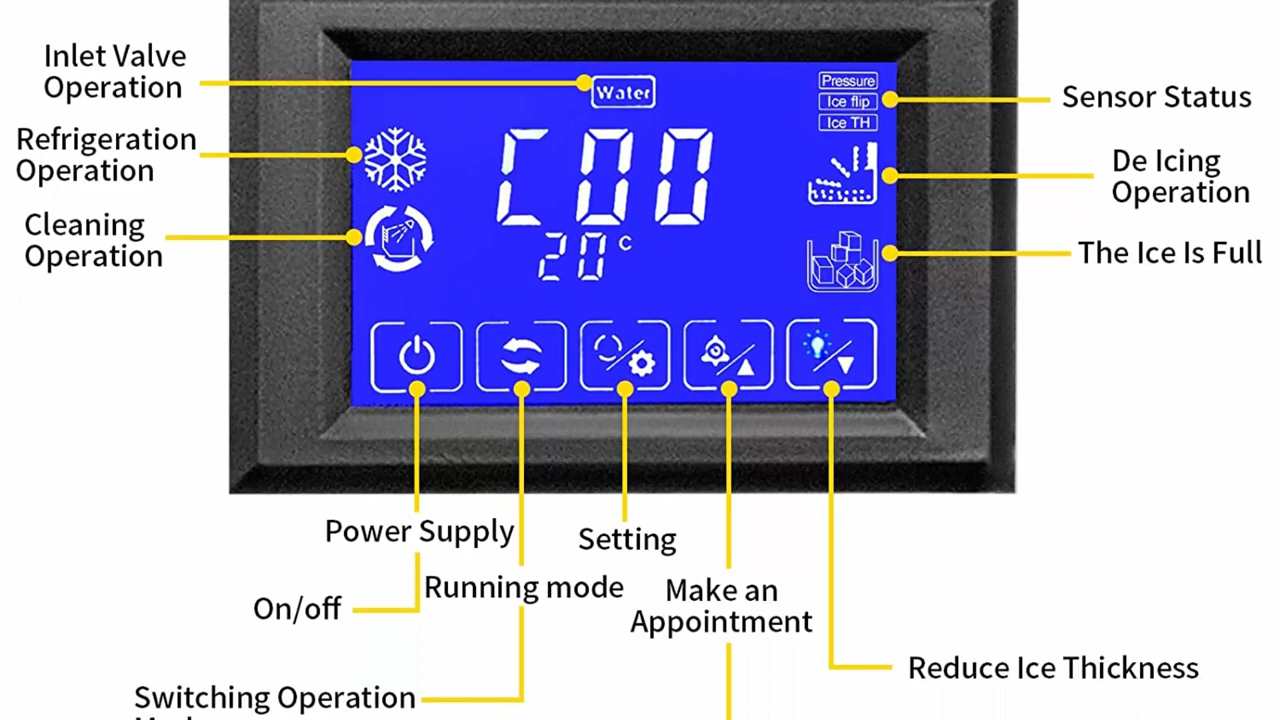 Inlet Valve
Operation
Refrigeration
Operation
Cleaning
Operation
Water
Pressure
Ice flip
Ice TH
C00
20 C
Sensor Status
De Icing
Operation
The Ice Is Full
Power Supply
On/off
Running mode
Setting
Make an
Appointment
Reduce Ice Thickness
Switching Operation